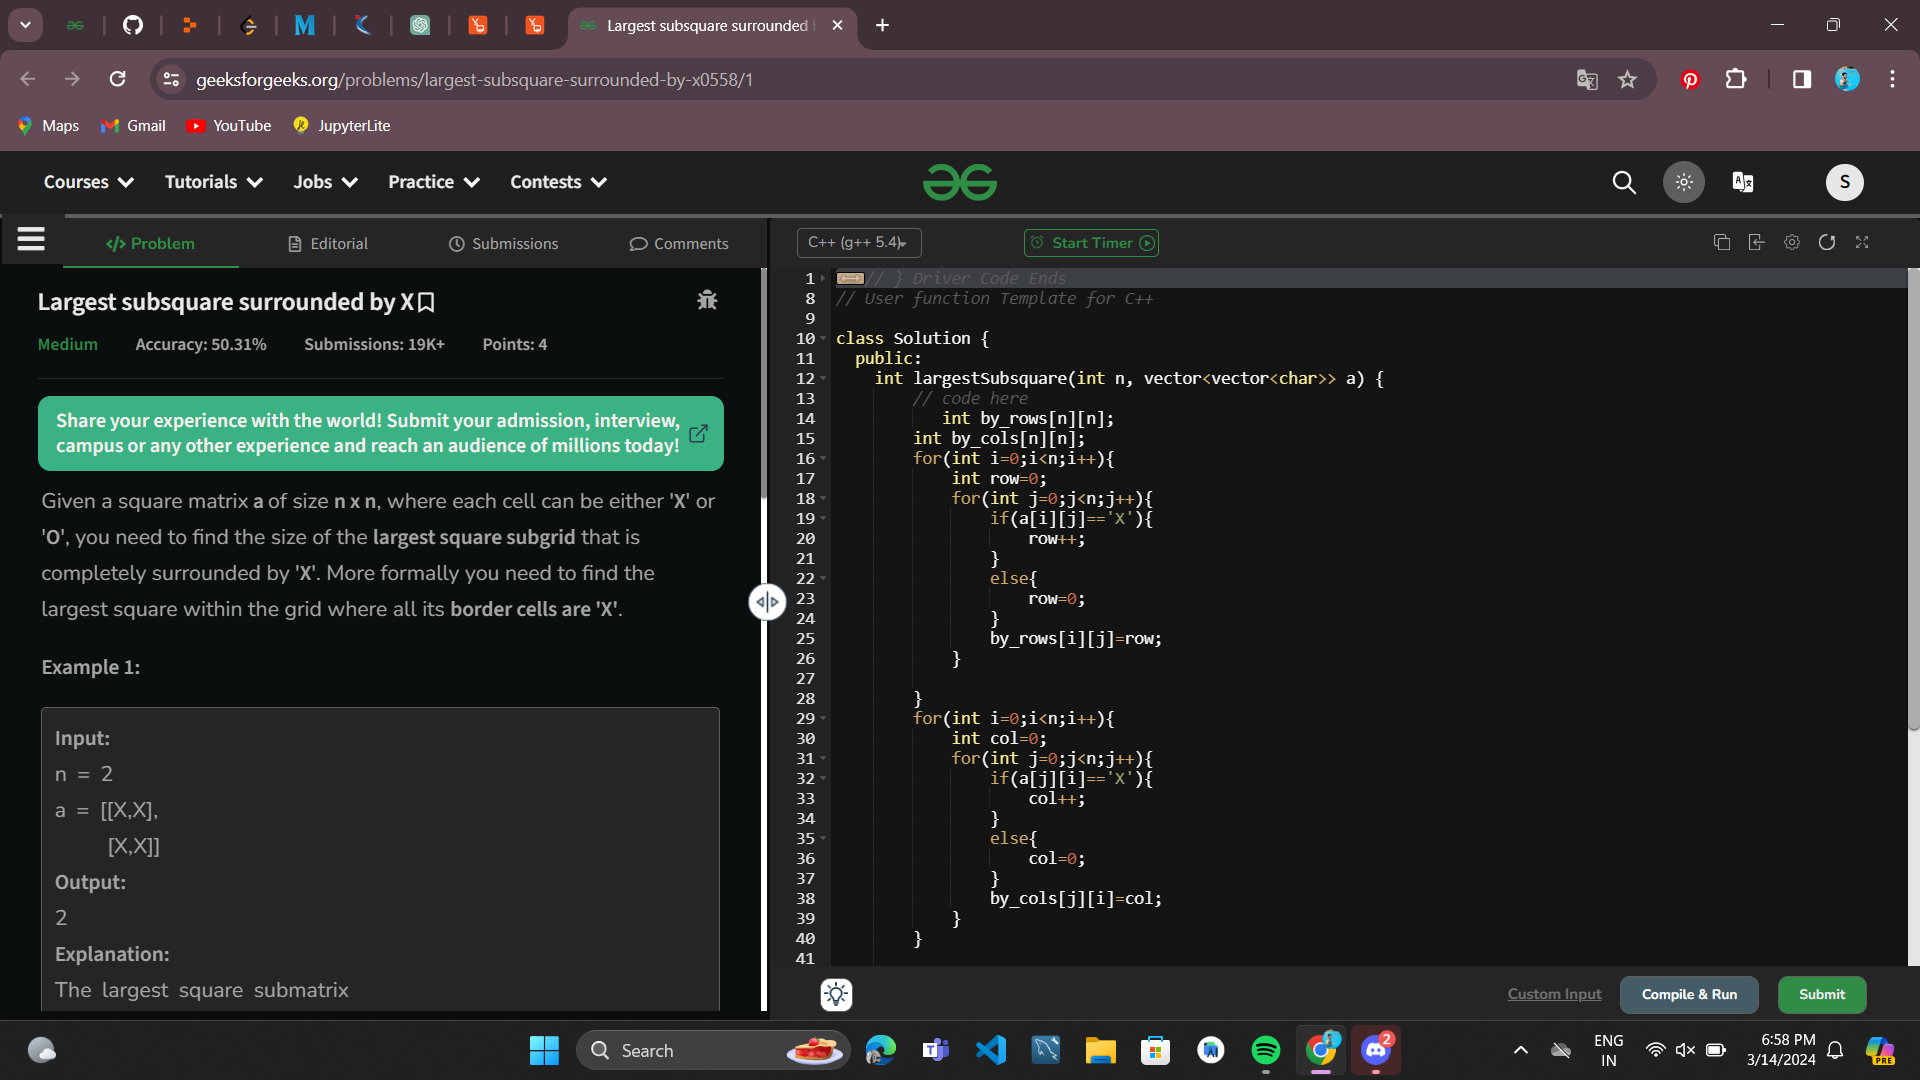 Largest subsquare surrounded
geeksforgeeks.org/problems/largest-subsquare-surrounded-by-x0558/1
Maps
Gmail
YouTube
JupyterLite
Courses
Tutorials
Jobs
Practice
Contests
S
</> Problem
Editorial
Submissions
Comments
C++ (g++ 5.4)
Start Timer
Largest subsquare surrounded by X
Medium
Accuracy: 50.31%
Submissions: 19K+
Points: 4
Share your experience with the world! Submit your admission, interview,
campus or any other experience and reach an audience of millions today!
Given a square matrix a of size n x n, where each cell can be either 'X' or
'O', you need to find the size of the largest square subgrid that is
completely surrounded by 'X'. More formally you need to find the
largest square within the grid where all its border cells are 'X'.
Example 1:
Input:
n = 2
a = [[X,X],
[X,X]]
Output:
2
Explanation:
The largest square submatrix
1 // } Driver Code Ends
8 // User function Template for C++
9
10 class Solution {
11 public:
12 int largestSubsquare(int n, vector<vector<char>> a) {
13 // code here
14 int by_rows[n][n];
15 int by_cols[n][n];
16 for(int i=0;i<n;i++){
17 int row=0;
18 for(int j=0;j<n;j++){
19 if(a[i][j]=='X'){
20 row++;
21 }
22 else{
23 row=0;
24 }
25 by_rows[i][j]=row;
26 }
27
28 }
29 for(int i=0;i<n;i++){
30 int col=0;
31 for(int j=0;j<n;j++){
32 if(a[j][i]=='X'){
33 col++;
34 }
35 else{
36 col=0;
37 }
38 by_cols[j][i]=col;
39 }
40 }
41
Custom Input
Compile & Run
Submit
Search
2
ENG
IN
6:58 PM
3/14/2024
PRE